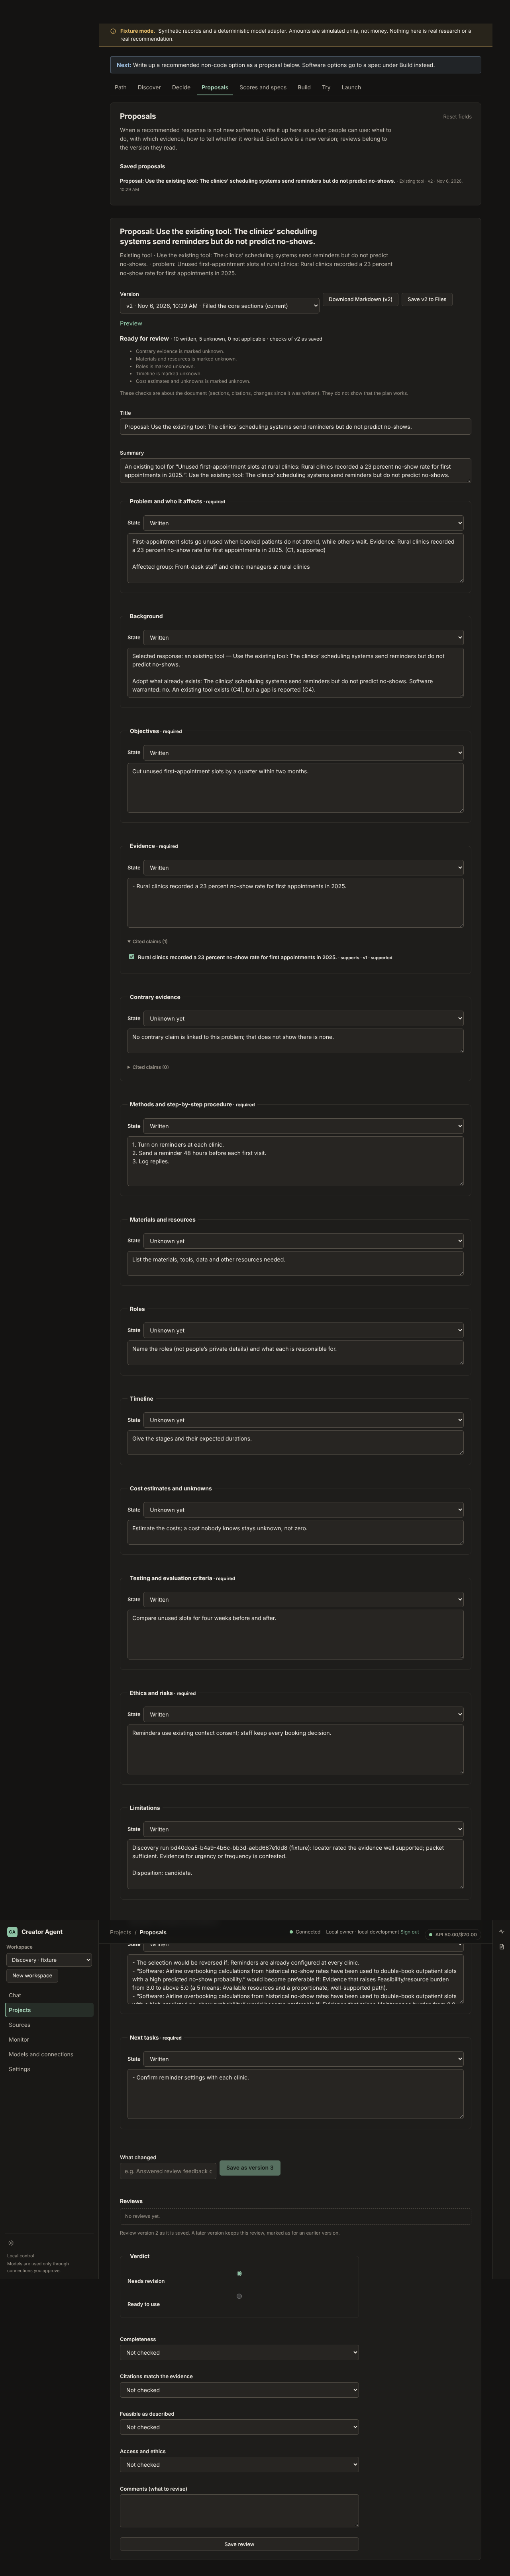 Fixture mode. Synthetic records and a deterministic model adapter. Amounts are simulated units, not money. Nothing here is real research or a
real recommendation.
Next: Write up a recommended non-code option as a proposal below. Software options go to a spec under Build instead.
Path Discover Decide Proposals Scores and specs Build Try Launch
Proposals
Reset fields
When a recommended response is not new software, write it up here as a plan people can use: what to
do, with which evidence, how to tell whether it helped. Each save is a new version; reviews belong to
the version they read.
Saved proposals
Proposal: Use the existing tool: The clinics' scheduling systems send reminders but do not predict no-shows. · Existing tool · v2 · Nov 6, 2026,
10:29 AM
Proposal: Use the existing tool: The clinics' scheduling
systems send reminders but do not predict no-shows.
Existing tool · Use the existing tool: The clinics' scheduling systems send reminders but do not predict
no-shows. · problem: Unused first-appointment slots at rural clinics: Rural clinics recorded a 23 percent
no-show rate for first appointments in 2025.
Version
v2 · Nov 6, 2026, 10:29 AM · Filled the core sections (current)
Download Markdown (v2)
Save v2 to Files
Preview
Ready for review · 10 written, 5 unknown, 0 not applicable · checks of v2 as saved
• Contrary evidence is marked unknown.
• Materials and resources is marked unknown.
• Roles is marked unknown.
• Timeline is marked unknown.
• Cost estimates and unknowns is marked unknown.
These checks are about the document (sections, citations, changes since it was written). They do not show that the plan works.
Title
Proposal: Use the existing tool: The clinics' scheduling systems send reminders but do not predict no-shows.
Summary
An existing tool for "Unused first-appointment slots at rural clinics: Rural clinics recorded a 23 percent no-show rate for first
appointments in 2025.": Use the existing tool: The clinics' scheduling systems send reminders but do not predict no-shows.
Problem and who it affects · required
State Written
First-appointment slots go unused when booked patients do not attend, while others wait. Evidence: Rural clinics recorded
a 23 percent no-show rate for first appointments in 2025. (C1, supported)
Affected group: Front-desk staff and clinic managers at rural clinics
Background
State Written
Selected response: an existing tool — Use the existing tool: The clinics' scheduling systems send reminders but do not
predict no-shows.
Adopt what already exists: The clinics' scheduling systems send reminders but do not predict no-shows. Software
warranted: no. An existing tool exists (C4), but a gap is reported (C4).
Objectives · required
State Written
Cut unused first-appointment slots by a quarter within two months.
Evidence · required
State Written
- Rural clinics recorded a 23 percent no-show rate for first appointments in 2025.
▼ Cited claims (1)
Rural clinics recorded a 23 percent no-show rate for first appointments in 2025. · supports · v1 · supported
Contrary evidence
State Unknown yet
No contrary claim is linked to this problem; that does not show there is none.
► Cited claims (0)
Methods and step-by-step procedure · required
State Written
1. Turn on reminders at each clinic.
2. Send a reminder 48 hours before each first visit.
3. Log replies.
Materials and resources
State Unknown yet
List the materials, tools, data and other resources needed.
Roles
State Unknown yet
Name the roles (not people's private details) and what each is responsible for.
Timeline
State Unknown yet
Give the stages and their expected durations.
Cost estimates and unknowns
State Unknown yet
Estimate the costs; a cost nobody knows stays unknown, not zero.
Testing and evaluation criteria · required
State Written
Compare unused slots for four weeks before and after.
Ethics and risks · required
State Written
Reminders use existing contact consent; staff keep every booking decision.
Limitations
State Written
Discovery run bd40dca5-b4a9-4b6c-bb3d-aebd687e1dd8 (fixture): locator rated the evidence well supported; packet
sufficient. Evidence for urgency or frequency is contested.
Disposition: candidate.
CA Creator Agent
Projects / Proposals
Connected Local owner · local development Sign out
API $0.00/$20.00
Workspace
Discovery · fixture
New workspace
Chat
Projects
Sources
Monitor
Models and connections
Settings
Local control
Models are used only through
connections you approve.
State Written
- The selection would be reversed if: Reminders are already configured at every clinic.
- "Software: Airline overbooking calculations from historical no-show rates have been used to double-book outpatient slots
with a high predicted no-show probability." would become preferable if: Evidence that raises Feasibility/resource burden
from 3.0 to above 5.0 (a 5 means: Available resources and a proportionate, well-supported path).
- "Software: Airline overbooking calculations from historical no-show rates have been used to double-book outpatient slots
Next tasks · required
State Written
- Confirm reminder settings with each clinic.
What changed
e.g. Answered review feedback
Save as version 3
Reviews
No reviews yet.
Review version 2 as it is saved. A later version keeps this review, marked as for an earlier version.
Verdict
Needs revision
Ready to use
Completeness
Not checked
Citations match the evidence
Not checked
Feasible as described
Not checked
Access and ethics
Not checked
Comments (what to revise)
Save review